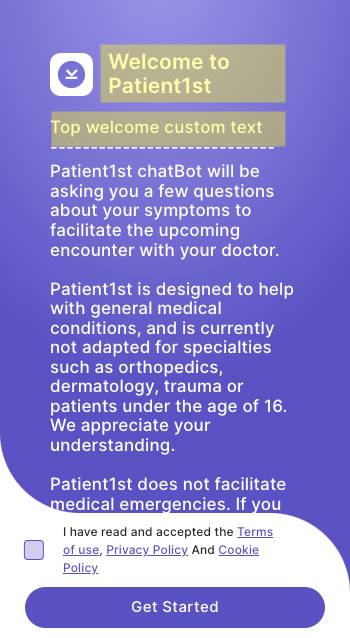 Welcome to
Patient1st
Top welcome custom text
Patient1st chatBot will be
asking you a few questions
about your symptoms to
facilitate the upcoming
encounter with your doctor.
Patient1st is designed to help
with general medical
conditions, and is currently
not adapted for specialties
such as orthopedics,
dermatology, trauma or
patients under the age of 16.
We appreciate your
understanding.
Patient1st does not facilitate
medical emergencies. If you
I have read and accepted the Terms
of use, Privacy Policy And Cookie
Policy
Get Started